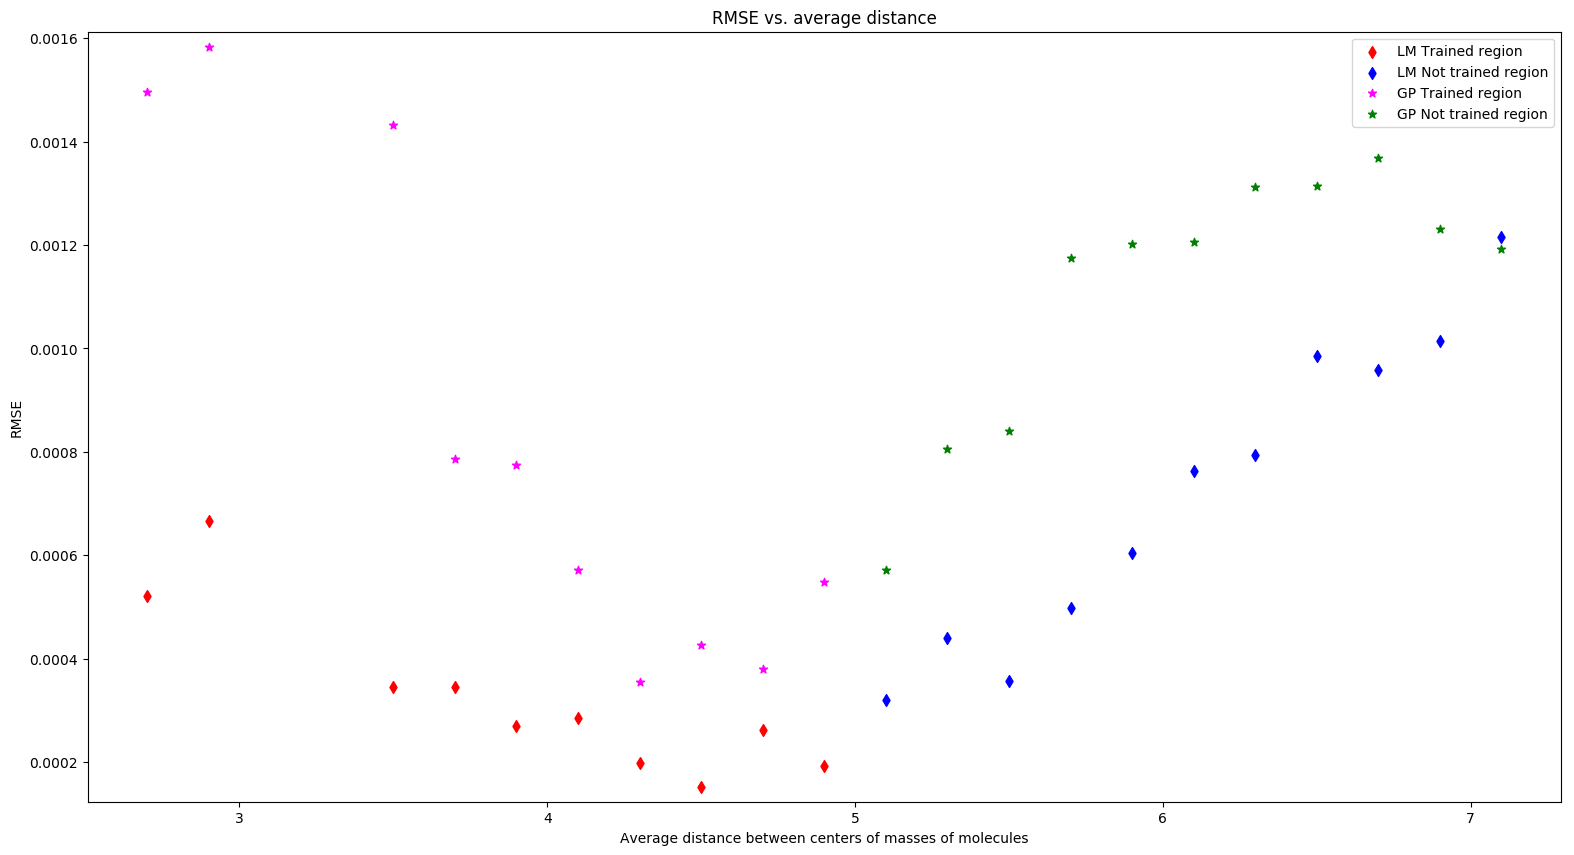 RMSE vs. average distance
LM Trained region
LM Not trained region
GP Trained region
GP Not trained region
RMSE
0.0016
0.0014
0.0012
0.0010
0.0008
0.0006
0.0004
0.0002
3 4 5 6 7
Average distance between centers of masses of molecules